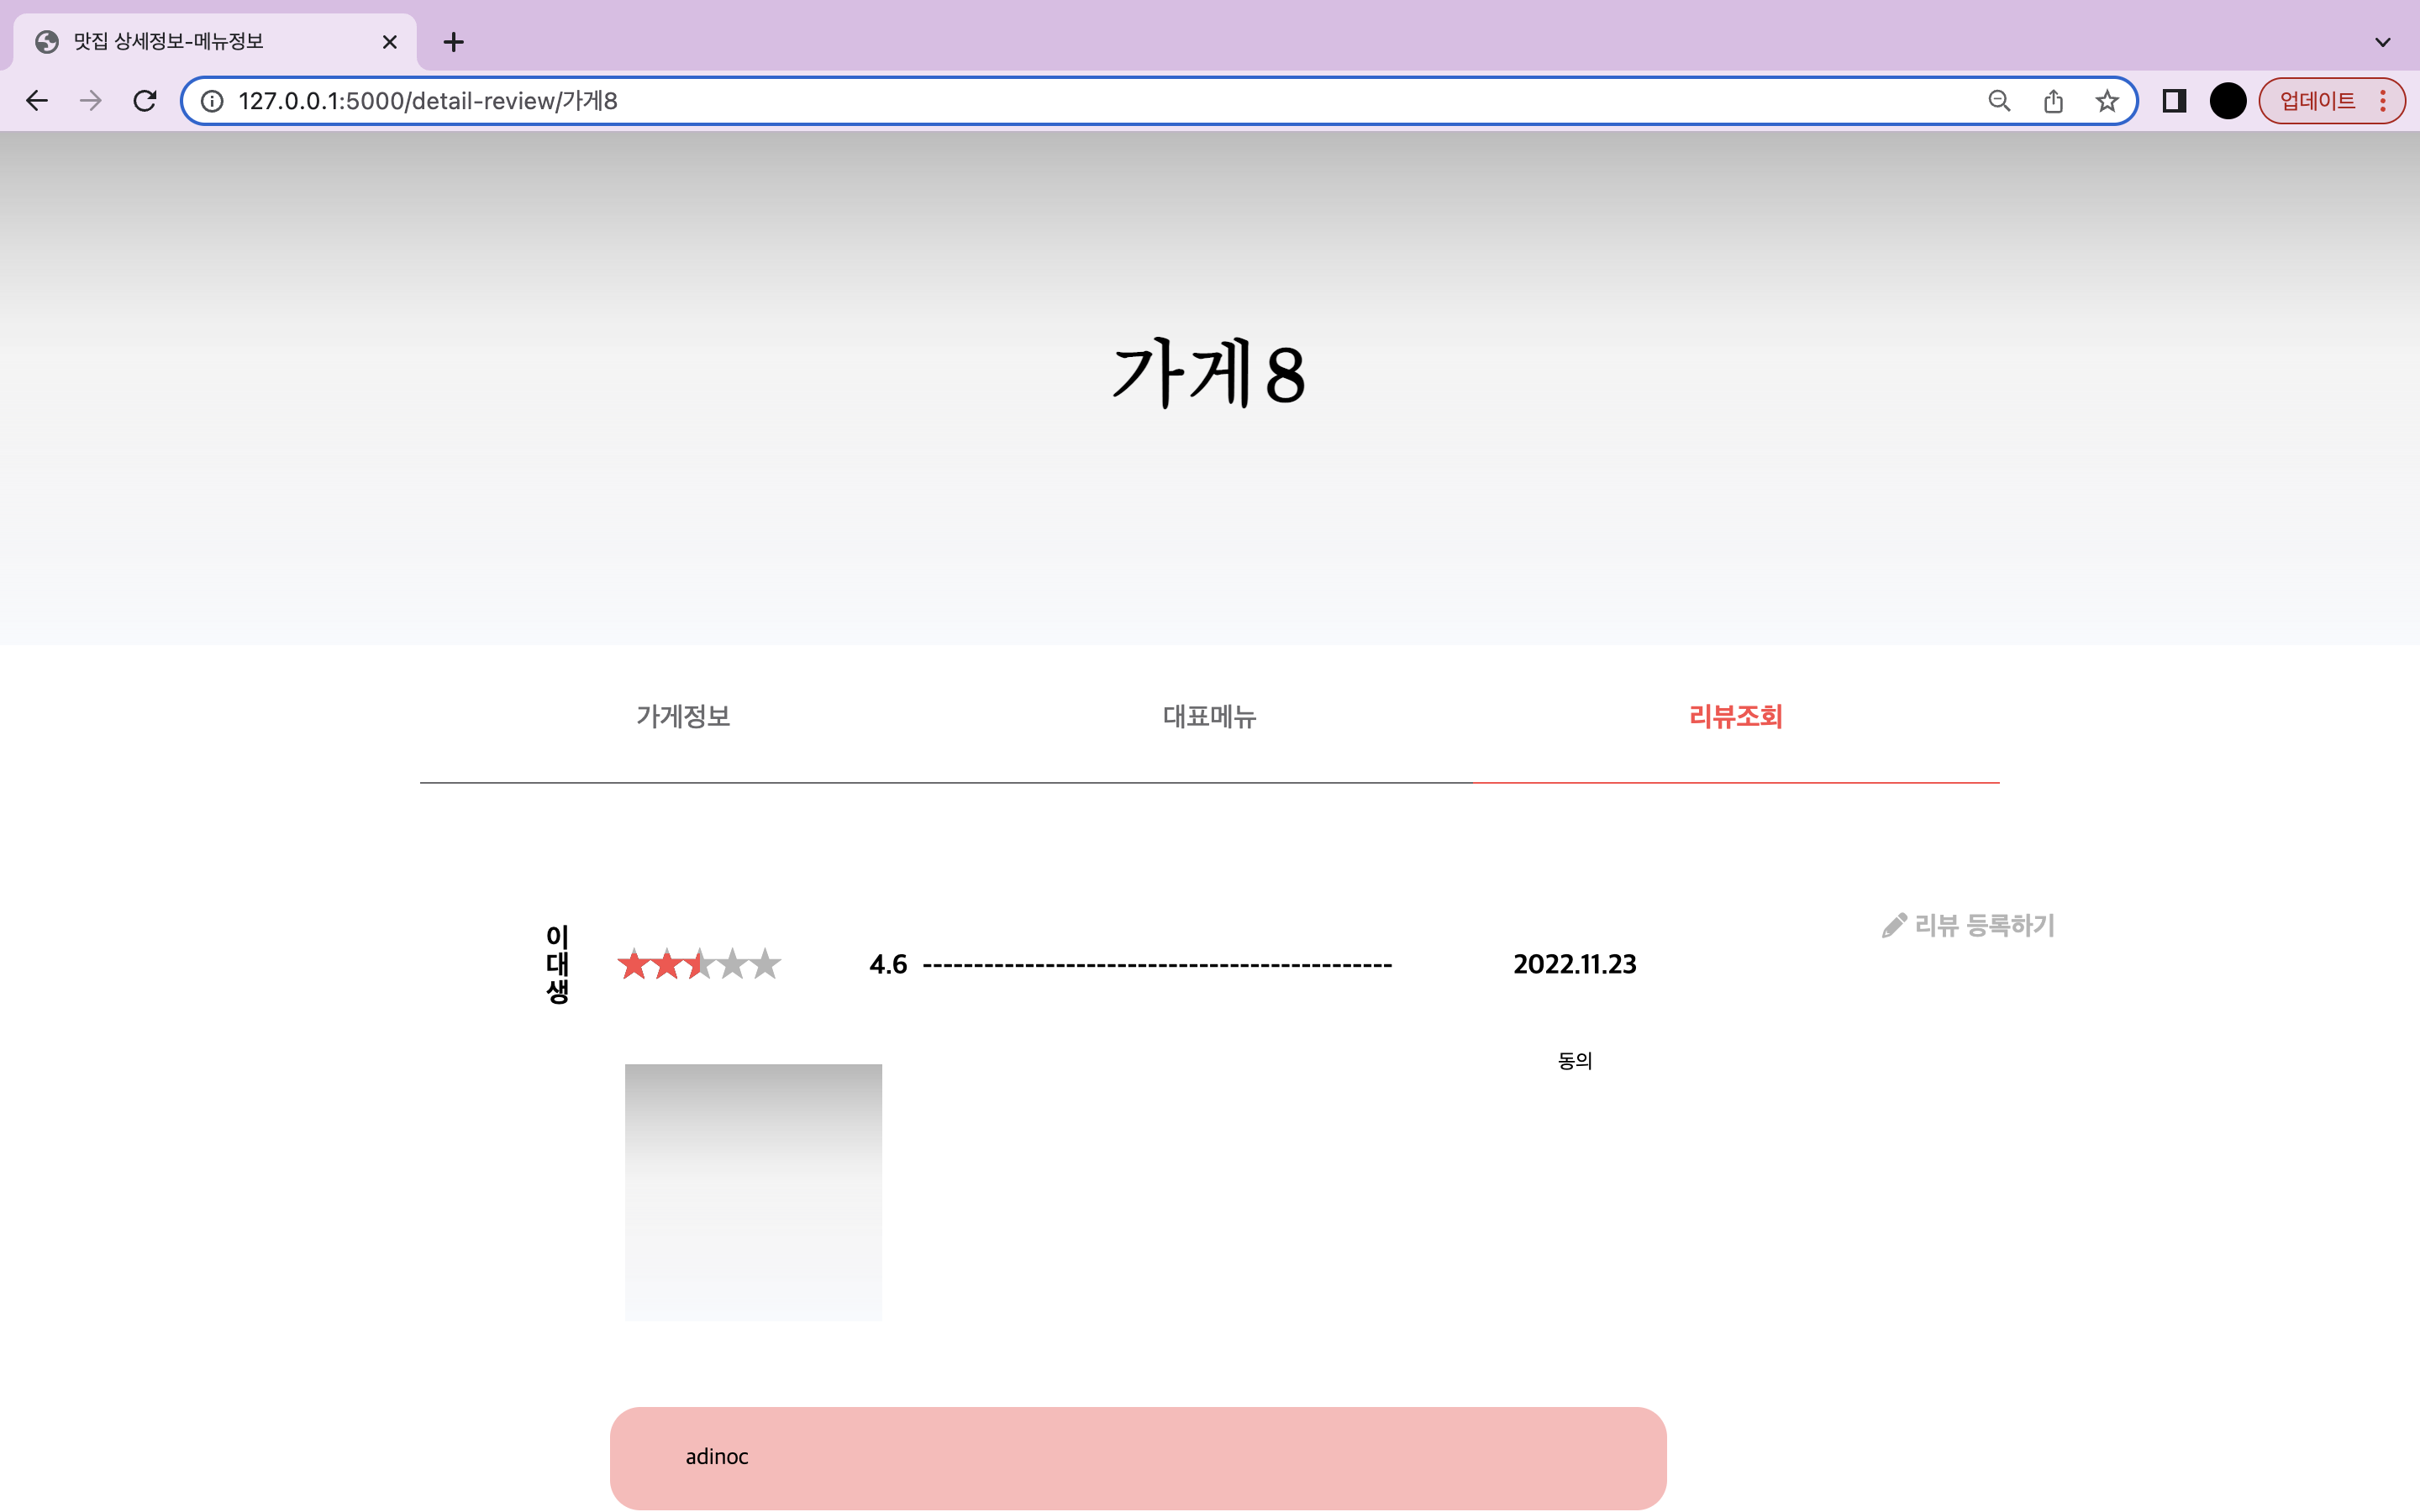 맛집 상세정보-메뉴정보
127.0.0.1:5000/detail-review/가게8
업데이트
가게8
가게정보 대표메뉴 리뷰조회
리뷰 등록하기
이
대
생
4.6 ---------------------------------------------- 2022.11.23
동의
adinoc